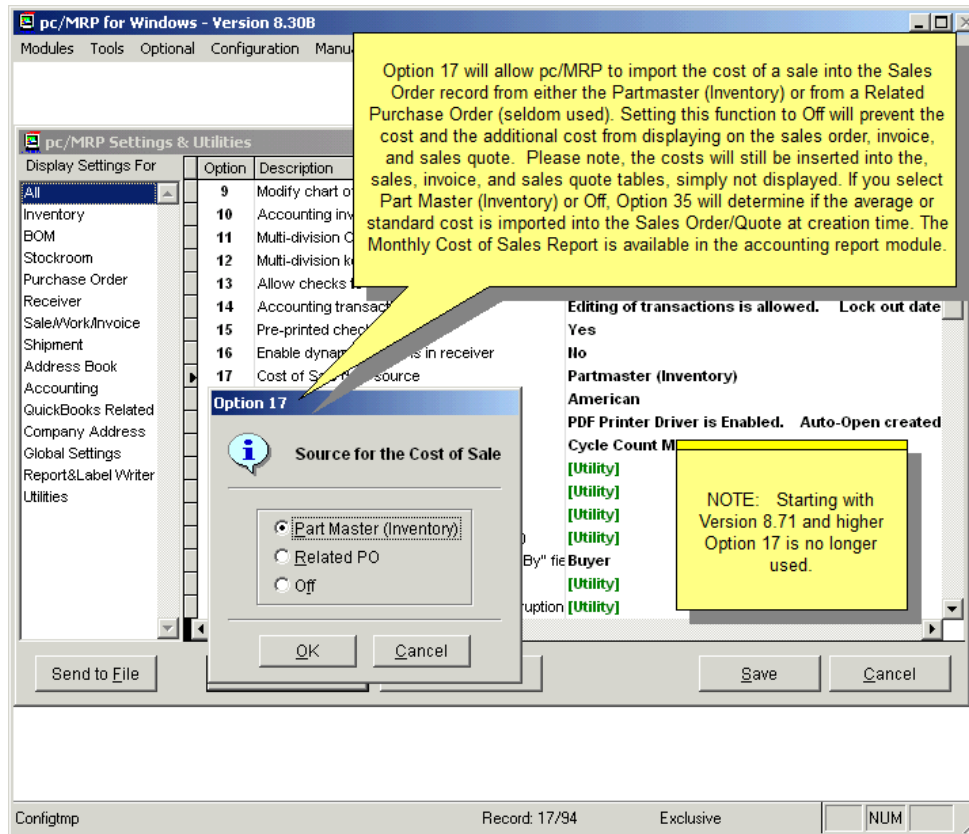 pc/MRP for Windows - Version 8.30B
Modules Tools Optional Configuration
Option 17 will allow pc/MRP to import the cost of a sale into the Sales
Order record from either the Partmaster (Inventory) or from a Related
Purchase Order (seldom used). Setting this function to Off will prevent the
cost and the additional cost from displaying on the sales order, invoice,
and sales quote. Please note, the costs will still be inserted into the,
sales, invoice, and sales quote tables, simply not displayed. If you select
Part Master (Inventory) or Off, Option 35 will determine if the average or
standard cost is imported into the Sales Order/Quote at creation time. The
Monthly Cost of Sales Report is available in the accounting report module.
pc/MRP Settings & Utilities
Display Settings For
All
Inventory
BOM
Stockroom
Purchase Order
Receiver
Sale/Work/Invoice
Shipment
Address Book
Accounting
QuickBooks Related
Company Address
Global Settings
Report&Label Writer
Utilities
Option Description
9 Modify chart of
10 Accounting inv
11 Multi-division C
12 Multi-division k
13 Allow checks
14 Accounting transact Editing of transactions is allowed. Lock out date
15 Pre-printed chec Yes
16 Enable dynam s in receiver No
17 Cost of source Partmaster (Inventory)
American
PDF Printer Driver is Enabled. Auto-Open created
Cycle Count M
[Utility]
[Utility]
[Utility]
[Utility]
By" fie Buyer
[Utility]
ruption [Utility]
Option 17
Source for the Cost of Sale
Part Master (Inventory)
Related PO
Off
OK Cancel
NOTE: Starting with
Version 8.71 and higher
Option 17 is no longer
used.
Send to File Save Cancel
Configtmp Record: 17/94 Exclusive NUM